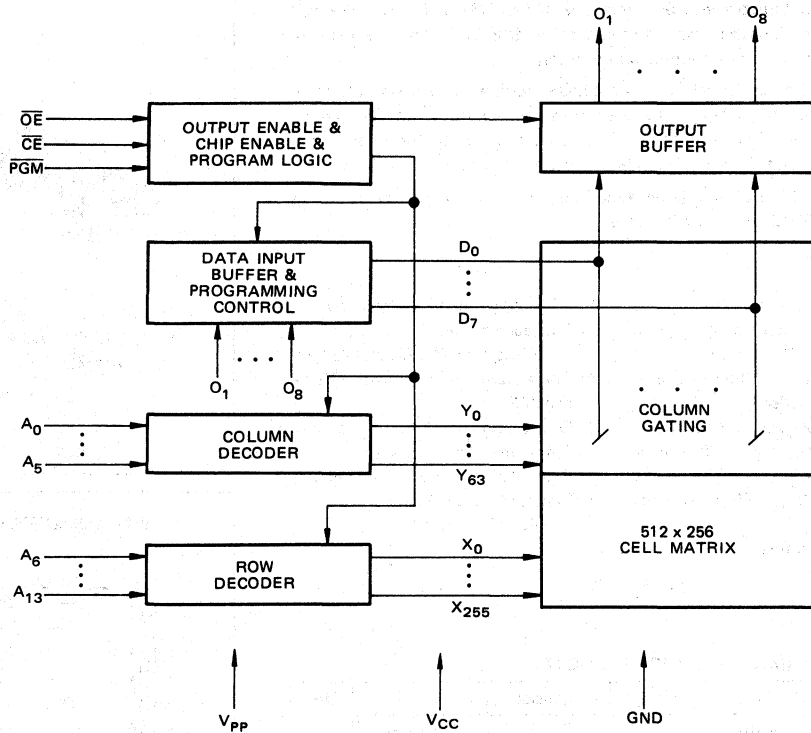 O1 O8
OE
CE
PGM
OUTPUT ENABLE &
CHIP ENABLE &
PROGRAM LOGIC
OUTPUT
BUFFER
DATA INPUT
BUFFER &
PROGRAMMING
CONTROL
D0
D7
O1 O8
A0
A5
COLUMN
DECODER
Y0
Y63
COLUMN
GATING
A6
A13
ROW
DECODER
X0
X255
512 x 256
CELL MATRIX
VPP
VCC
GND